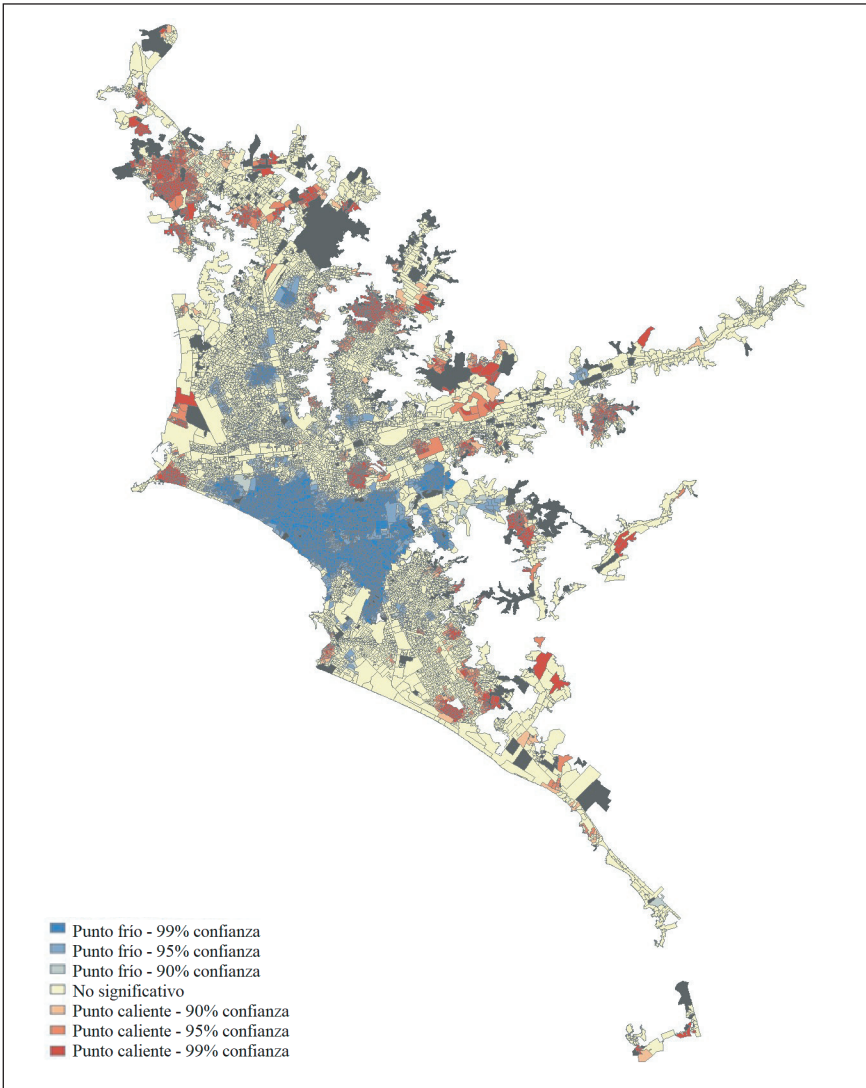 Punto frío - 99% confianza
Punto frío - 95% confianza
Punto frío - 90% confianza
No significativo
Punto caliente - 90% confianza
Punto caliente - 95% confianza
Punto caliente - 99% confianza